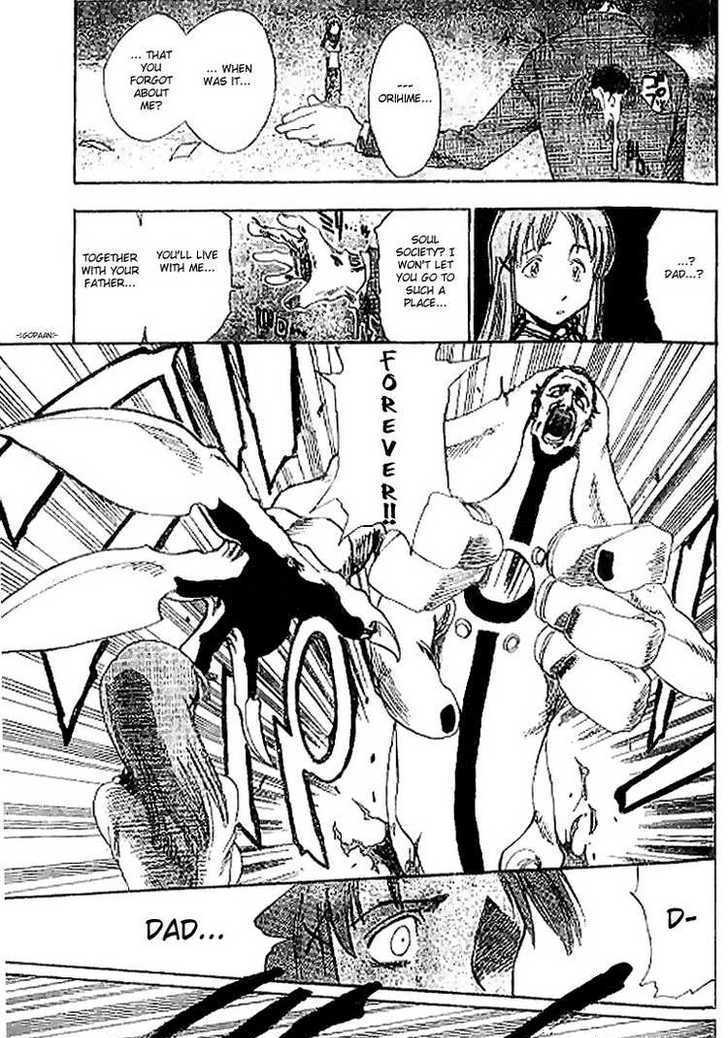 ---
ORIHIME...
... WHEN
WAS IT...
... THAT
YOU
FORGOT
ABOUT
ME?
...?
DAD...?
SOUL
SOCIETY? I
WON'T LET
YOU GO TO
SUCH A
PLACE...
YOU'LL LIVE
WITH ME...
TOGETHER
WITH YOUR
FATHER...
FOREVER!!
D-
DAD...